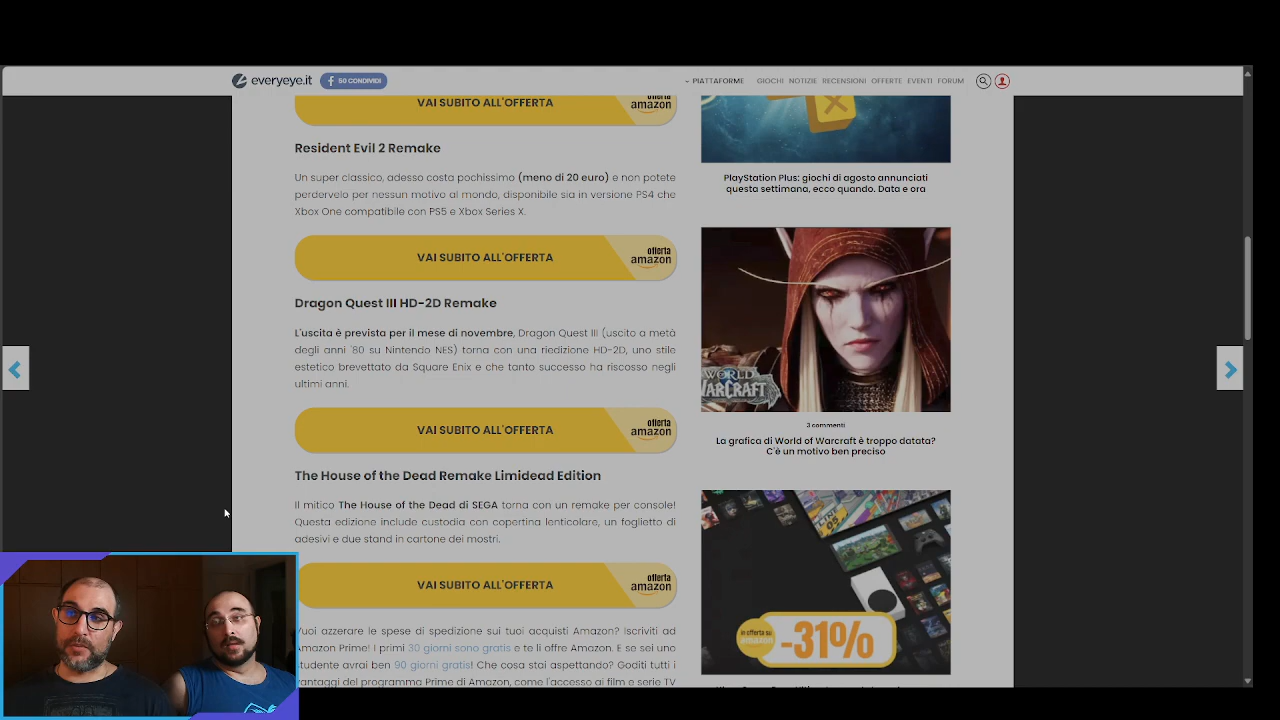 everyeye.it
50 CONDIVIDI
PIATTAFORME GIOCHI NOTIZIE RECENSIONI OFFERTE EVENTI FORUM
VAI SUBITO ALL'OFFERTA
amazon
Resident Evil 2 Remake
Un super classico, adesso costa pochissimo (meno di 20 euro) e non potete
perdervelo per nessun motivo al mondo, disponibile sia in versione PS4 che
Xbox One compatibile con PS5 e Xbox Series X.
VAI SUBITO ALL'OFFERTA
offerta
amazon
Dragon Quest III HD-2D Remake
L'uscita è prevista per il mese di novembre, Dragon Quest III (uscito a metà
degli anni '80 su Nintendo NES) torna con una riedizione HD-2D, uno stile
estetico brevettato da Square Enix e che tanto successo ha riscosso negli
ultimi anni.
VAI SUBITO ALL'OFFERTA
offerta
amazon
The House of the Dead Remake Limidead Edition
Il mitico The House of the Dead di SEGA torna con un remake per console!
Questa edizione include custodia con copertina lenticolare, un foglietto di
adesivi e due stand in cartone dei mostri.
VAI SUBITO ALL'OFFERTA
offerta
amazon
Vuoi azzerare le spese di spedizione sui tuoi acquisti Amazon? Iscriviti ad
Amazon Prime! I primi 30 giorni sono gratis e te li offre Amazon. E se sei uno
studente avrai ben 90 giorni gratis! Che cosa stai aspettando? Goditi tutti i
vantaggi del programma Prime di Amazon, come l'accesso ai film e serie TV
PlayStation Plus: giochi di agosto annunciati
questa settimana, ecco quando. Data e ora
WORLD
WARCRAFT
3 commenti
La grafica di World of Warcraft è troppo datata?
C'è un motivo ben preciso
in offerta su
amazon
-31%